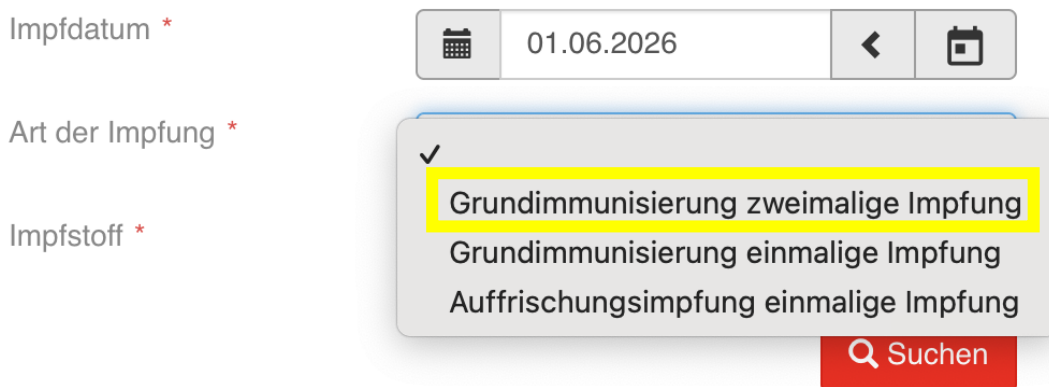 Impfdatum *
01.06.2026
Art der Impfung *
Grundimmunisierung zweimalige Impfung
Impfstoff *
Grundimmunisierung einmalige Impfung
Auffrischungsimpfung einmalige Impfung
Suchen